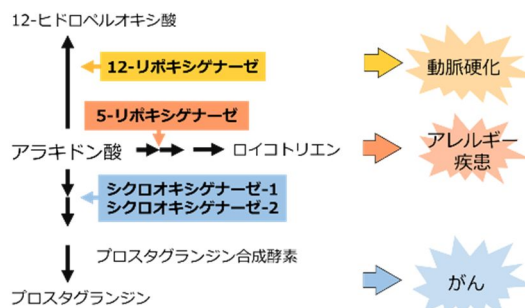 12-ヒドロペルオキシ酸
12-リポキシゲナーゼ
動脈硬化
5-リポキシゲナーゼ
アラキドン酸
ロイコトリエン
アレルギー
疾患
シクロオキシゲナーゼ-1
シクロオキシゲナーゼ-2
プロスタグランジン合成酵素
プロスタグランジン
がん